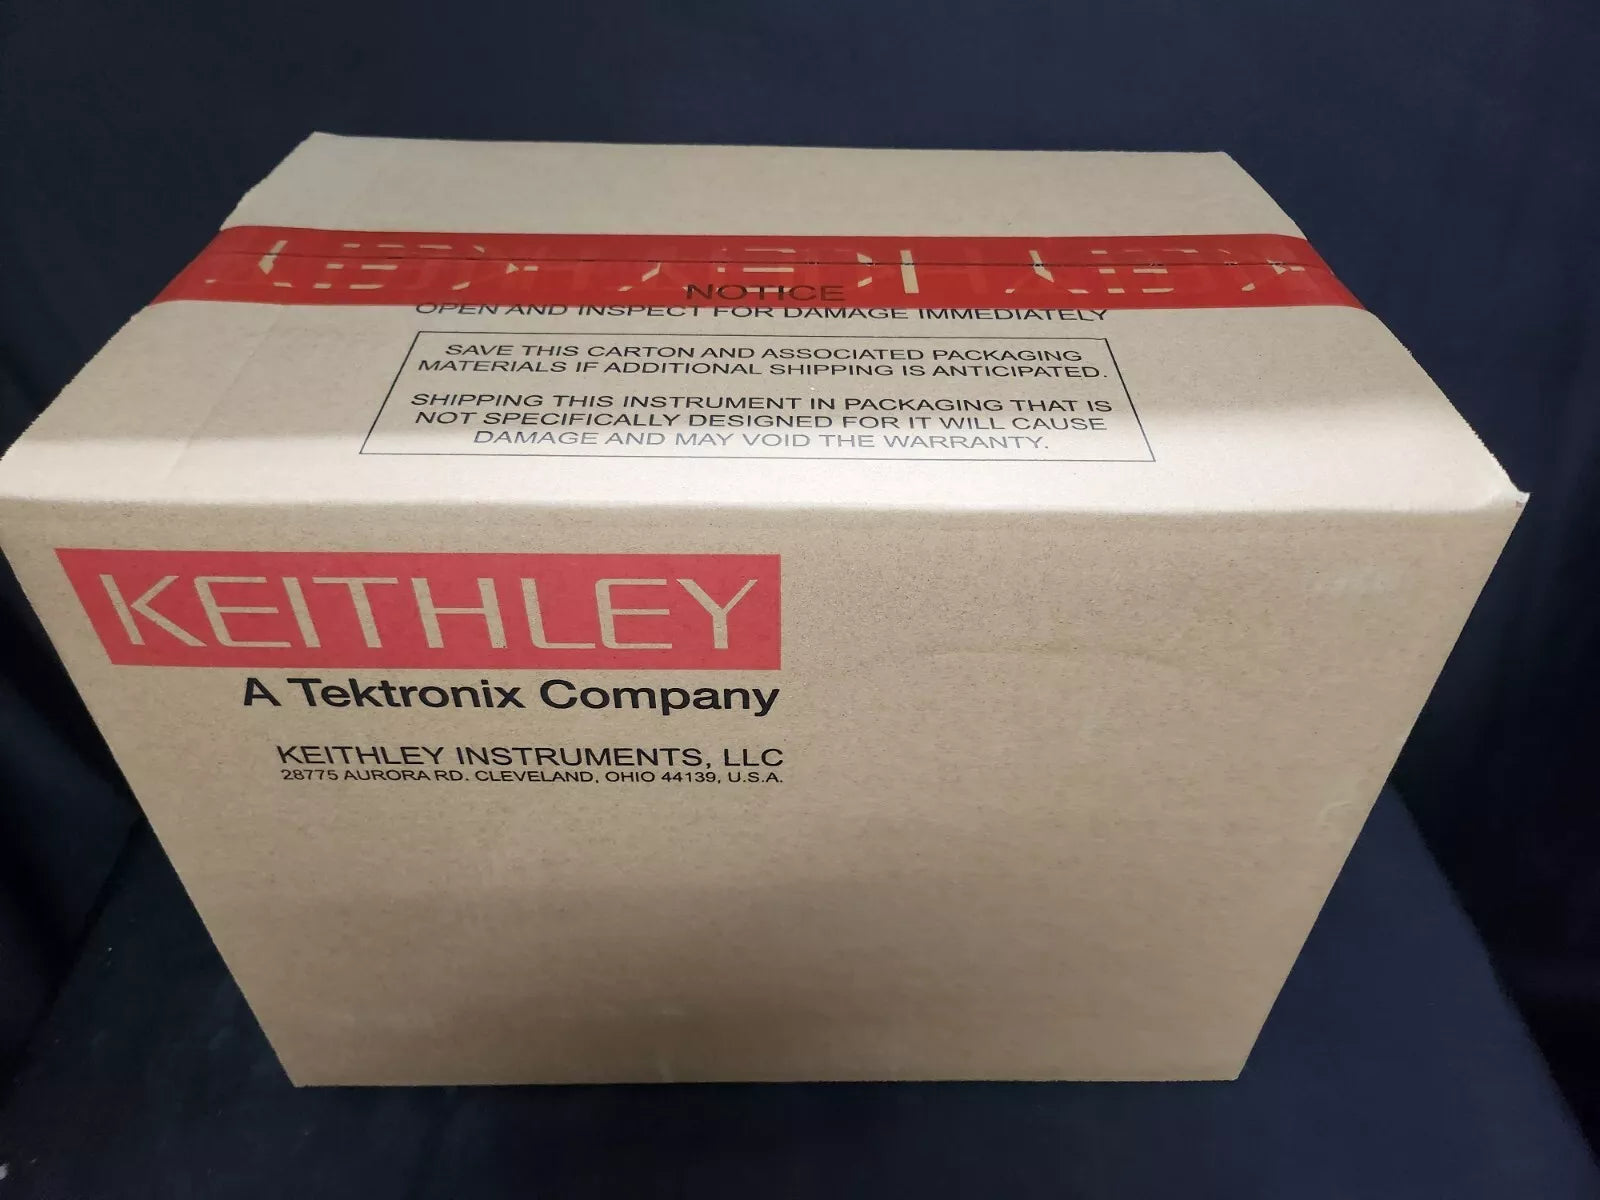 NOTICE
OPEN AND INSPECT FOR DAMAGE IMMEDIATELY
SAVE THIS CARTON AND ASSOCIATED PACKAGING
MATERIALS IF ADDITIONAL SHIPPING IS ANTICIPATED.
SHIPPING THIS INSTRUMENT IN PACKAGING THAT IS
NOT SPECIFICALLY DESIGNED FOR IT WILL CAUSE
DAMAGE AND MAY VOID THE WARRANTY.
KEITHLEY
A Tektronix Company
KEITHLEY INSTRUMENTS, LLC
28775 AURORA RD. CLEVELAND, OHIO 44139, U.S.A.